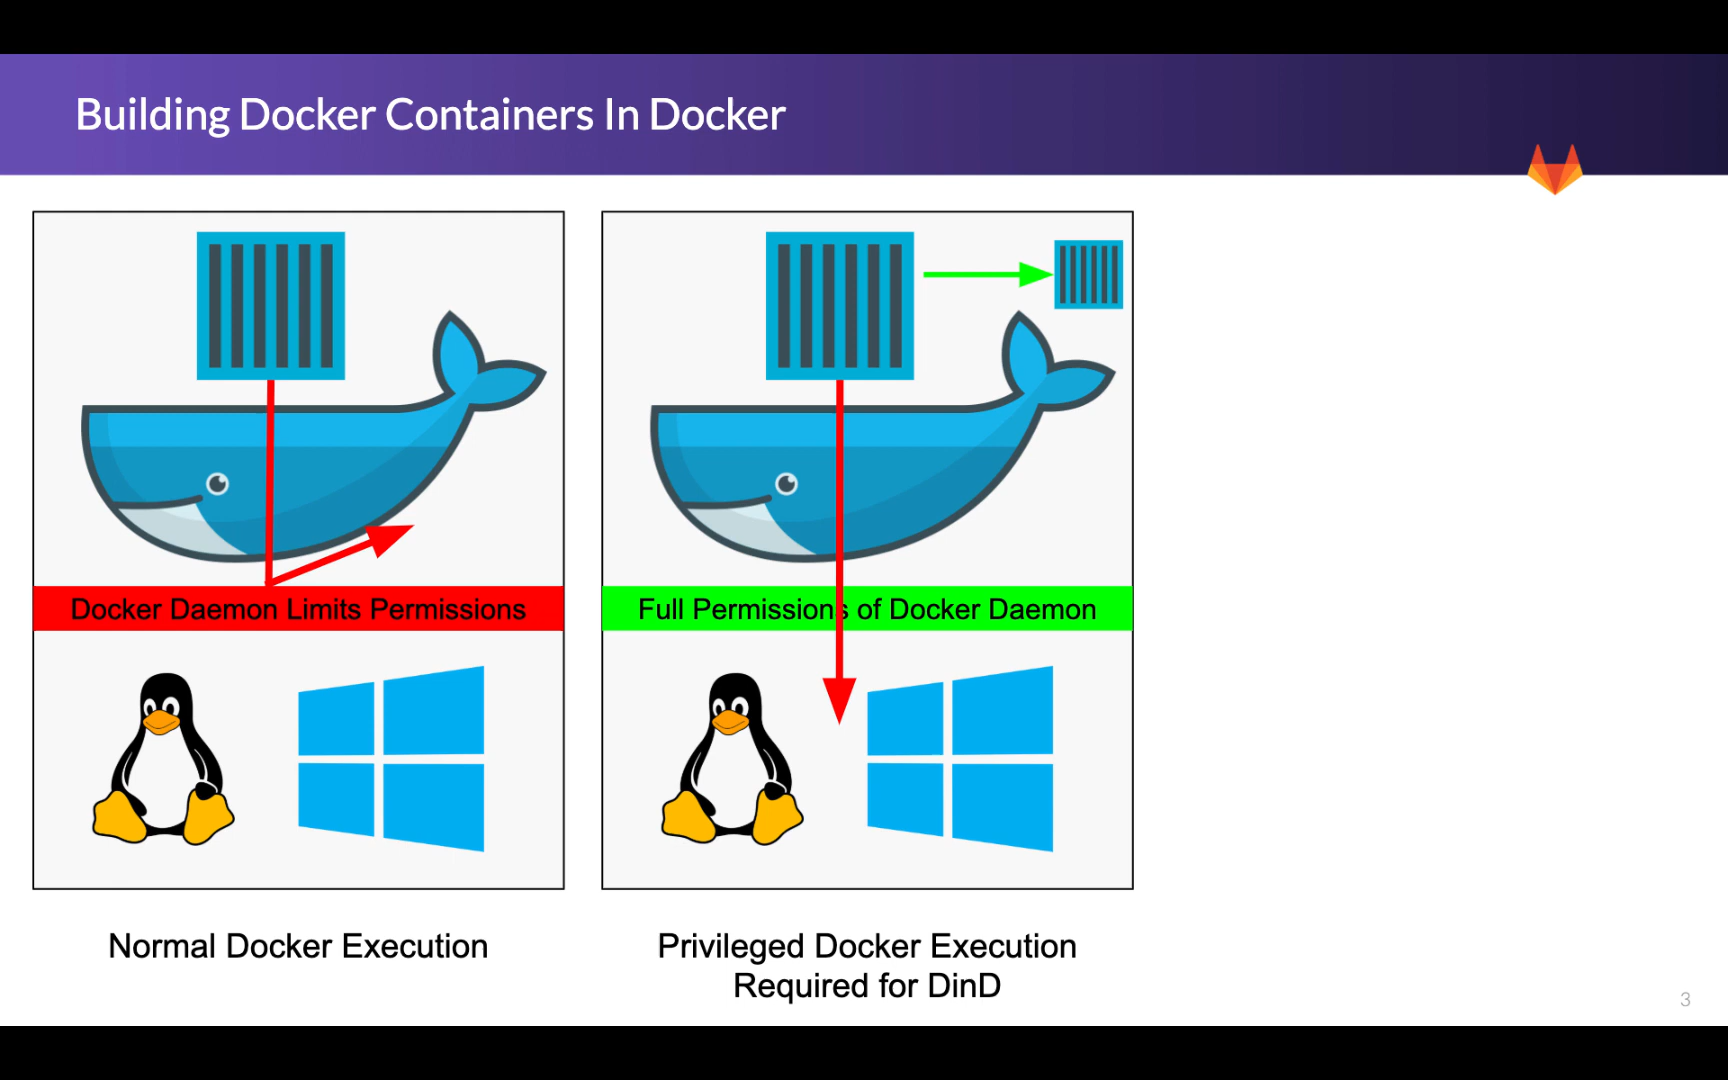 Building Docker Containers In Docker
Docker Daemon Limits Permissions
Full Permissions of Docker Daemon
Normal Docker Execution
Privileged Docker Execution
Required for DinD
3